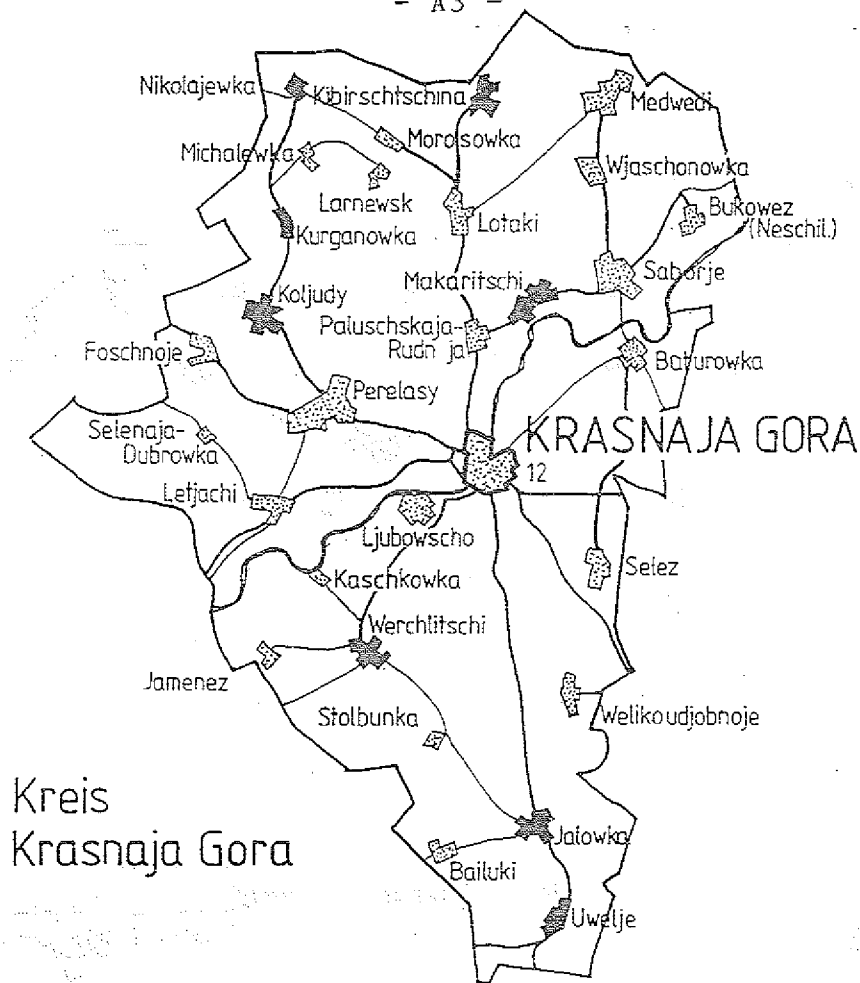 - A3 -
Nikolajewka
Kibirschtschina
Medwedi
Morosowka
Michalewka
Wjaschonowka
Larnewsk
Bukowez
(Neschil.)
Kurganowka
Lotaki
Makaritschi
Saborje
Koljudy
Paluschskaja-
Rudnja
Foschnoje
Baturowka
Perelasy
Selenaja-
Dubrowka
KRASNAJA GORA
12
Letjachi
Ljubowscho
Selez
Kaschkowka
Werchlitschi
Jamenez
Stolbunka
Welikoudjobnoje
Kreis
Krasnaja Gora
Jalowka
Bailuki
Uwelje